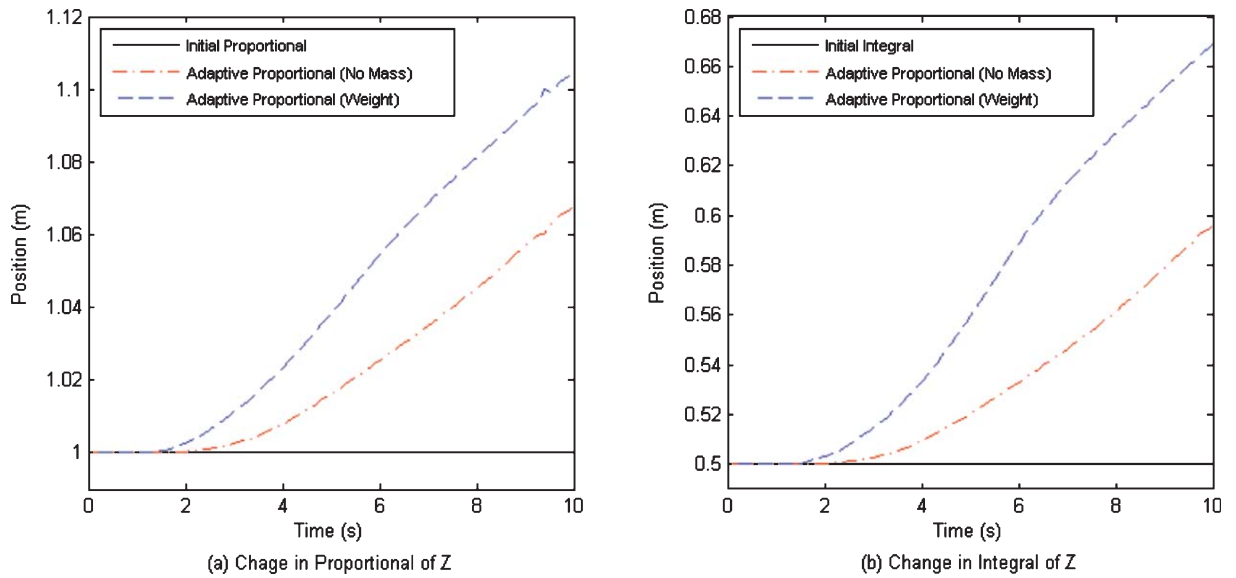 1.12
1.1
1.08
1.06
1.04
1.02
1
Position (m)
Initial Proportional
Adaptive Proportional (No Mass)
Adaptive Proportional (Weight)
0 2 4 6 8 10
Time (s)
(a) Chage in Proportional of Z
0.68
0.66
0.64
0.62
0.6
0.58
0.56
0.54
0.52
0.5
Position (m)
Initial Integral
Adaptive Proportional (No Mass)
Adaptive Proportional (Weight)
0 2 4 6 8 10
Time (s)
(b) Change in Integral of Z